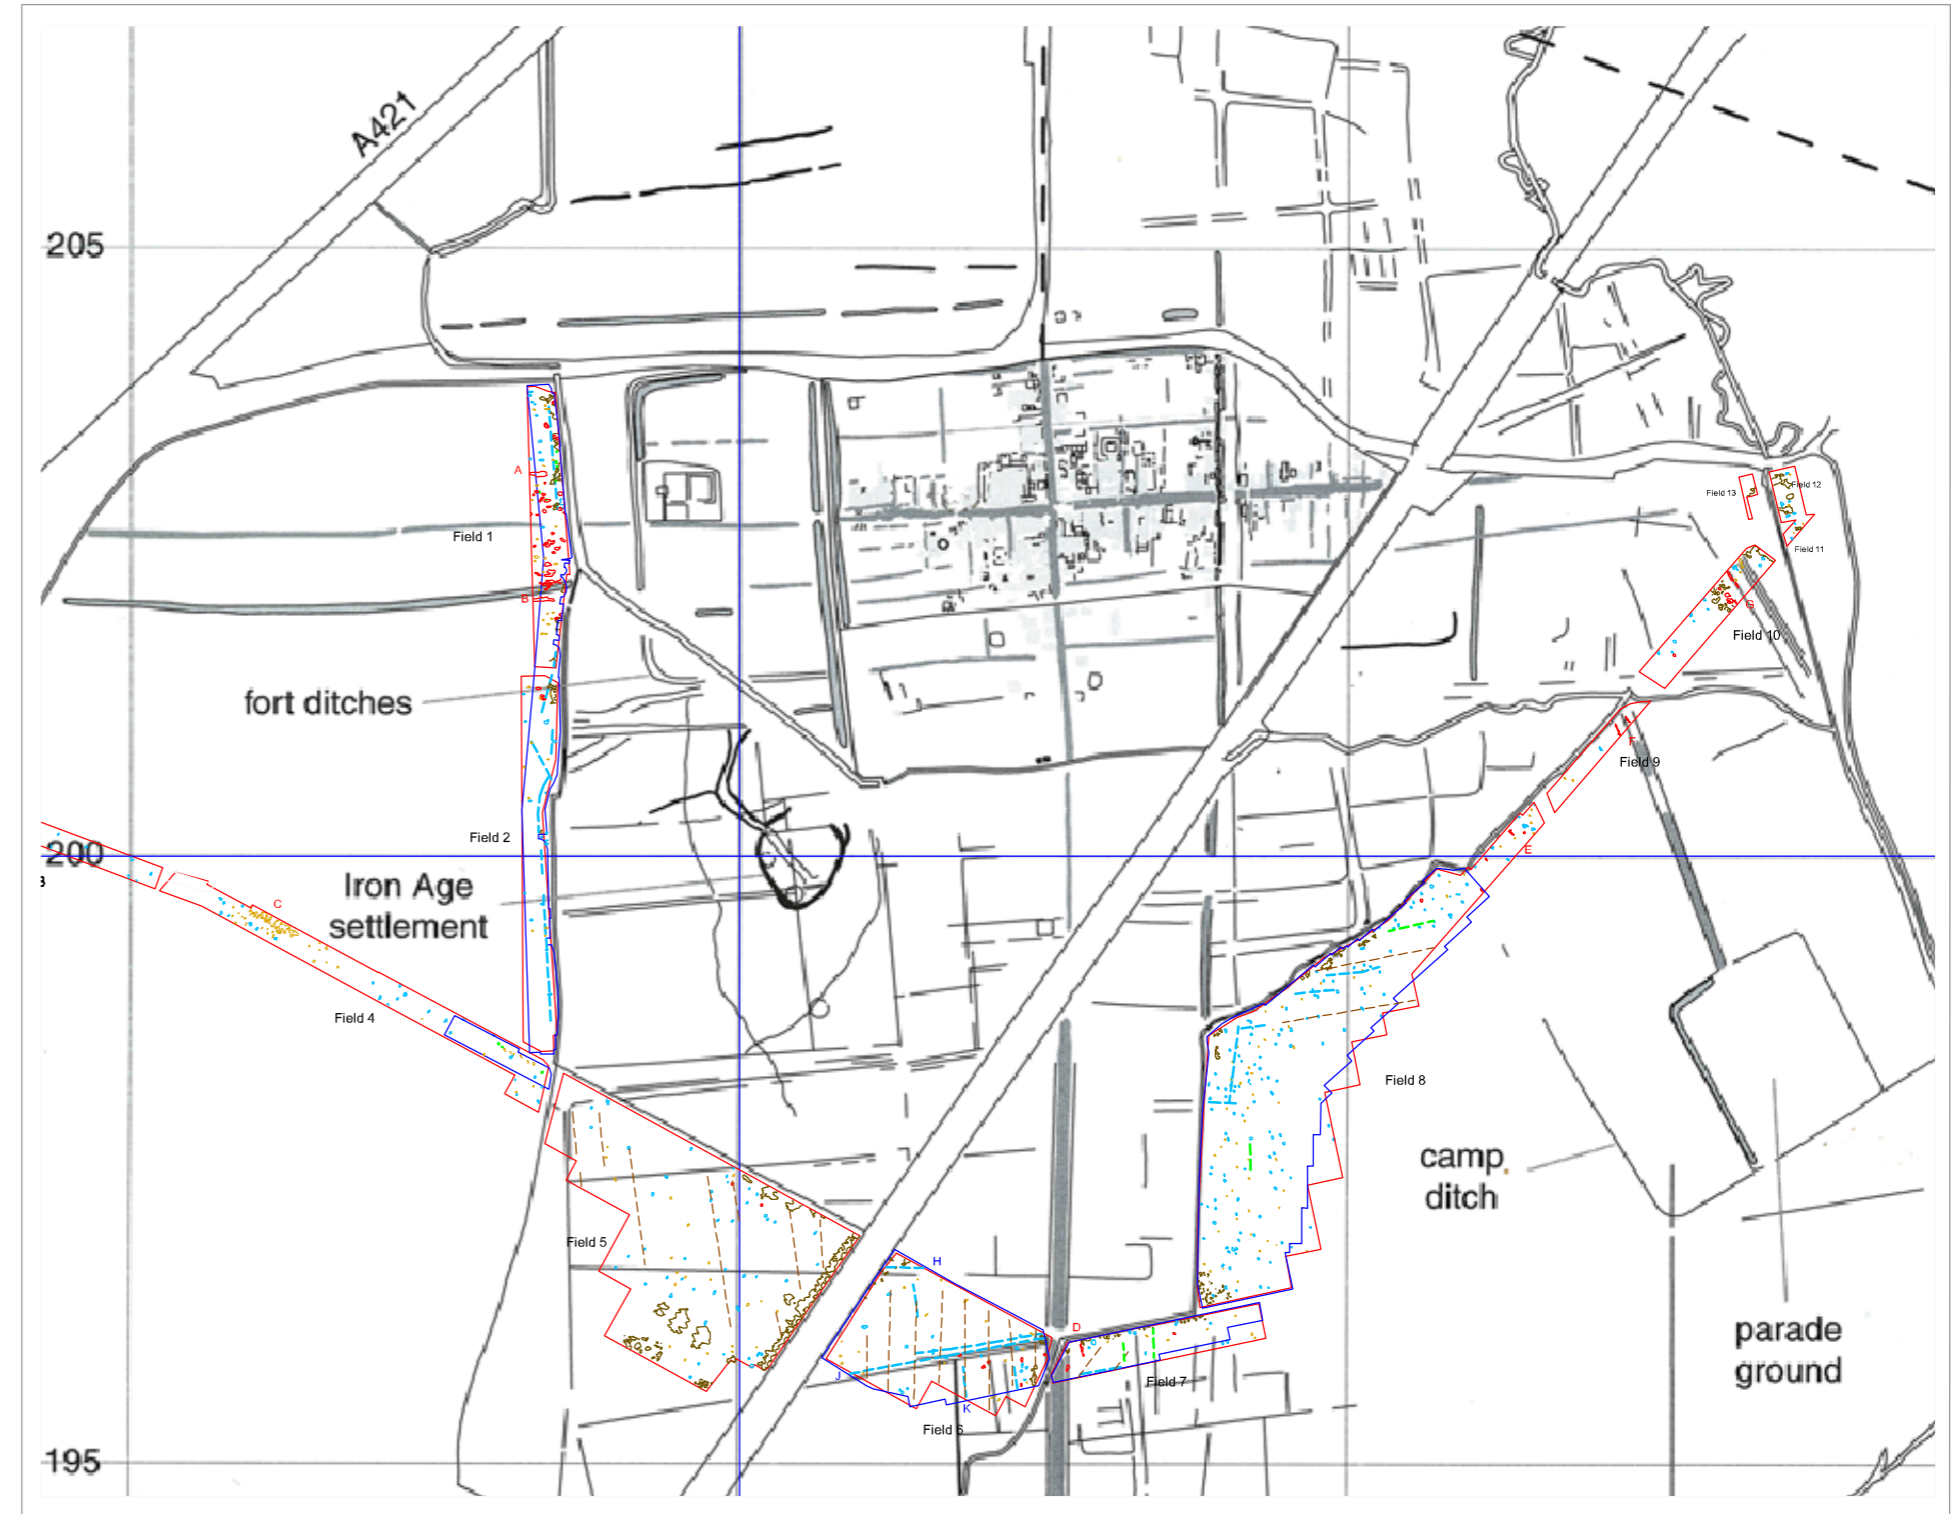 A421
205
A
Field 12
Field 13
Field 1
Field 11
B
G
Field 10
fort ditches
F
Field 9
Field 2
200
E
3
Iron Age
settlement
C
Field 4
Field 8
camp
ditch
Field 5
H
D
parade
ground
J
Field 7
K
Field 6
195